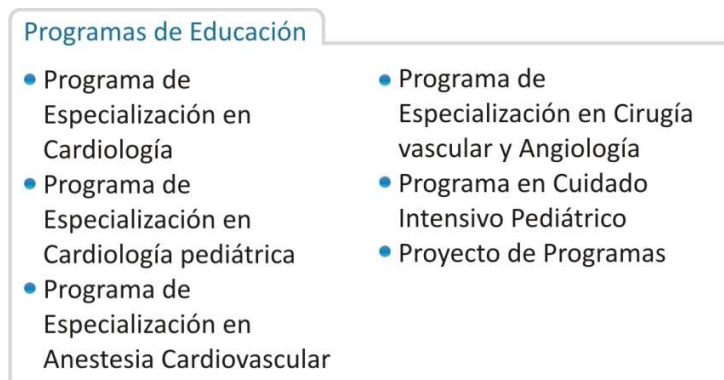 Programas de Educación
Programa de
Especialización en
Cardiología
Programa de
Especialización en
Cardiología pediátrica
Programa de
Especialización en
Anestesia Cardiovascular
Programa de
Especialización en Cirugía
vascular y Angiología
Programa en Cuidado
Intensivo Pediátrico
Proyecto de Programas